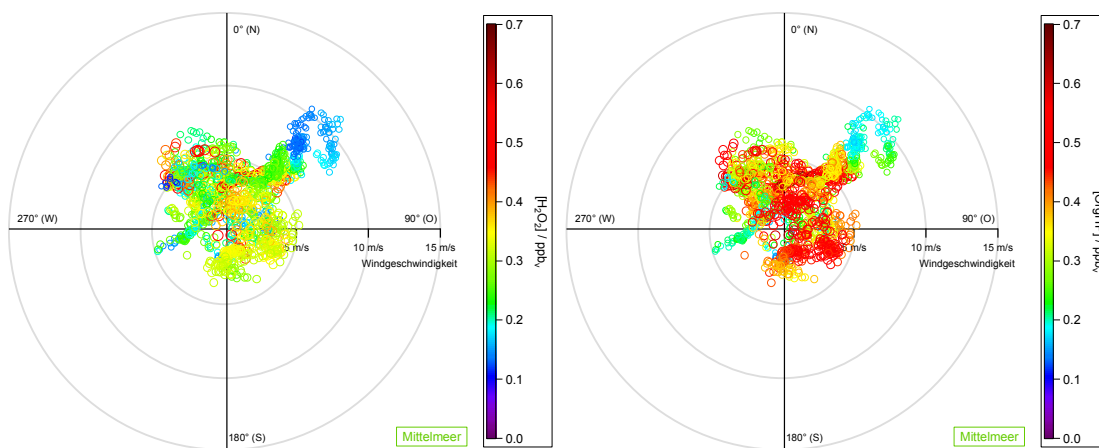 0° (N)
270° (W)
90° (O)
5 m/s
10 m/s
15 m/s
Windgeschwindigkeit
180° (S)
Mittelmeer
0.7
0.6
0.5
0.4
0.3
0.2
0.1
0.0
[H₂O₂] / ppbᵥ
0° (N)
270° (W)
90° (O)
m/s
10 m/s
15 m/s
Windgeschwindigkeit
180° (S)
Mittelmeer
0.7
0.6
0.5
0.4
0.3
0.2
0.1
0.0
/ ppbᵥ